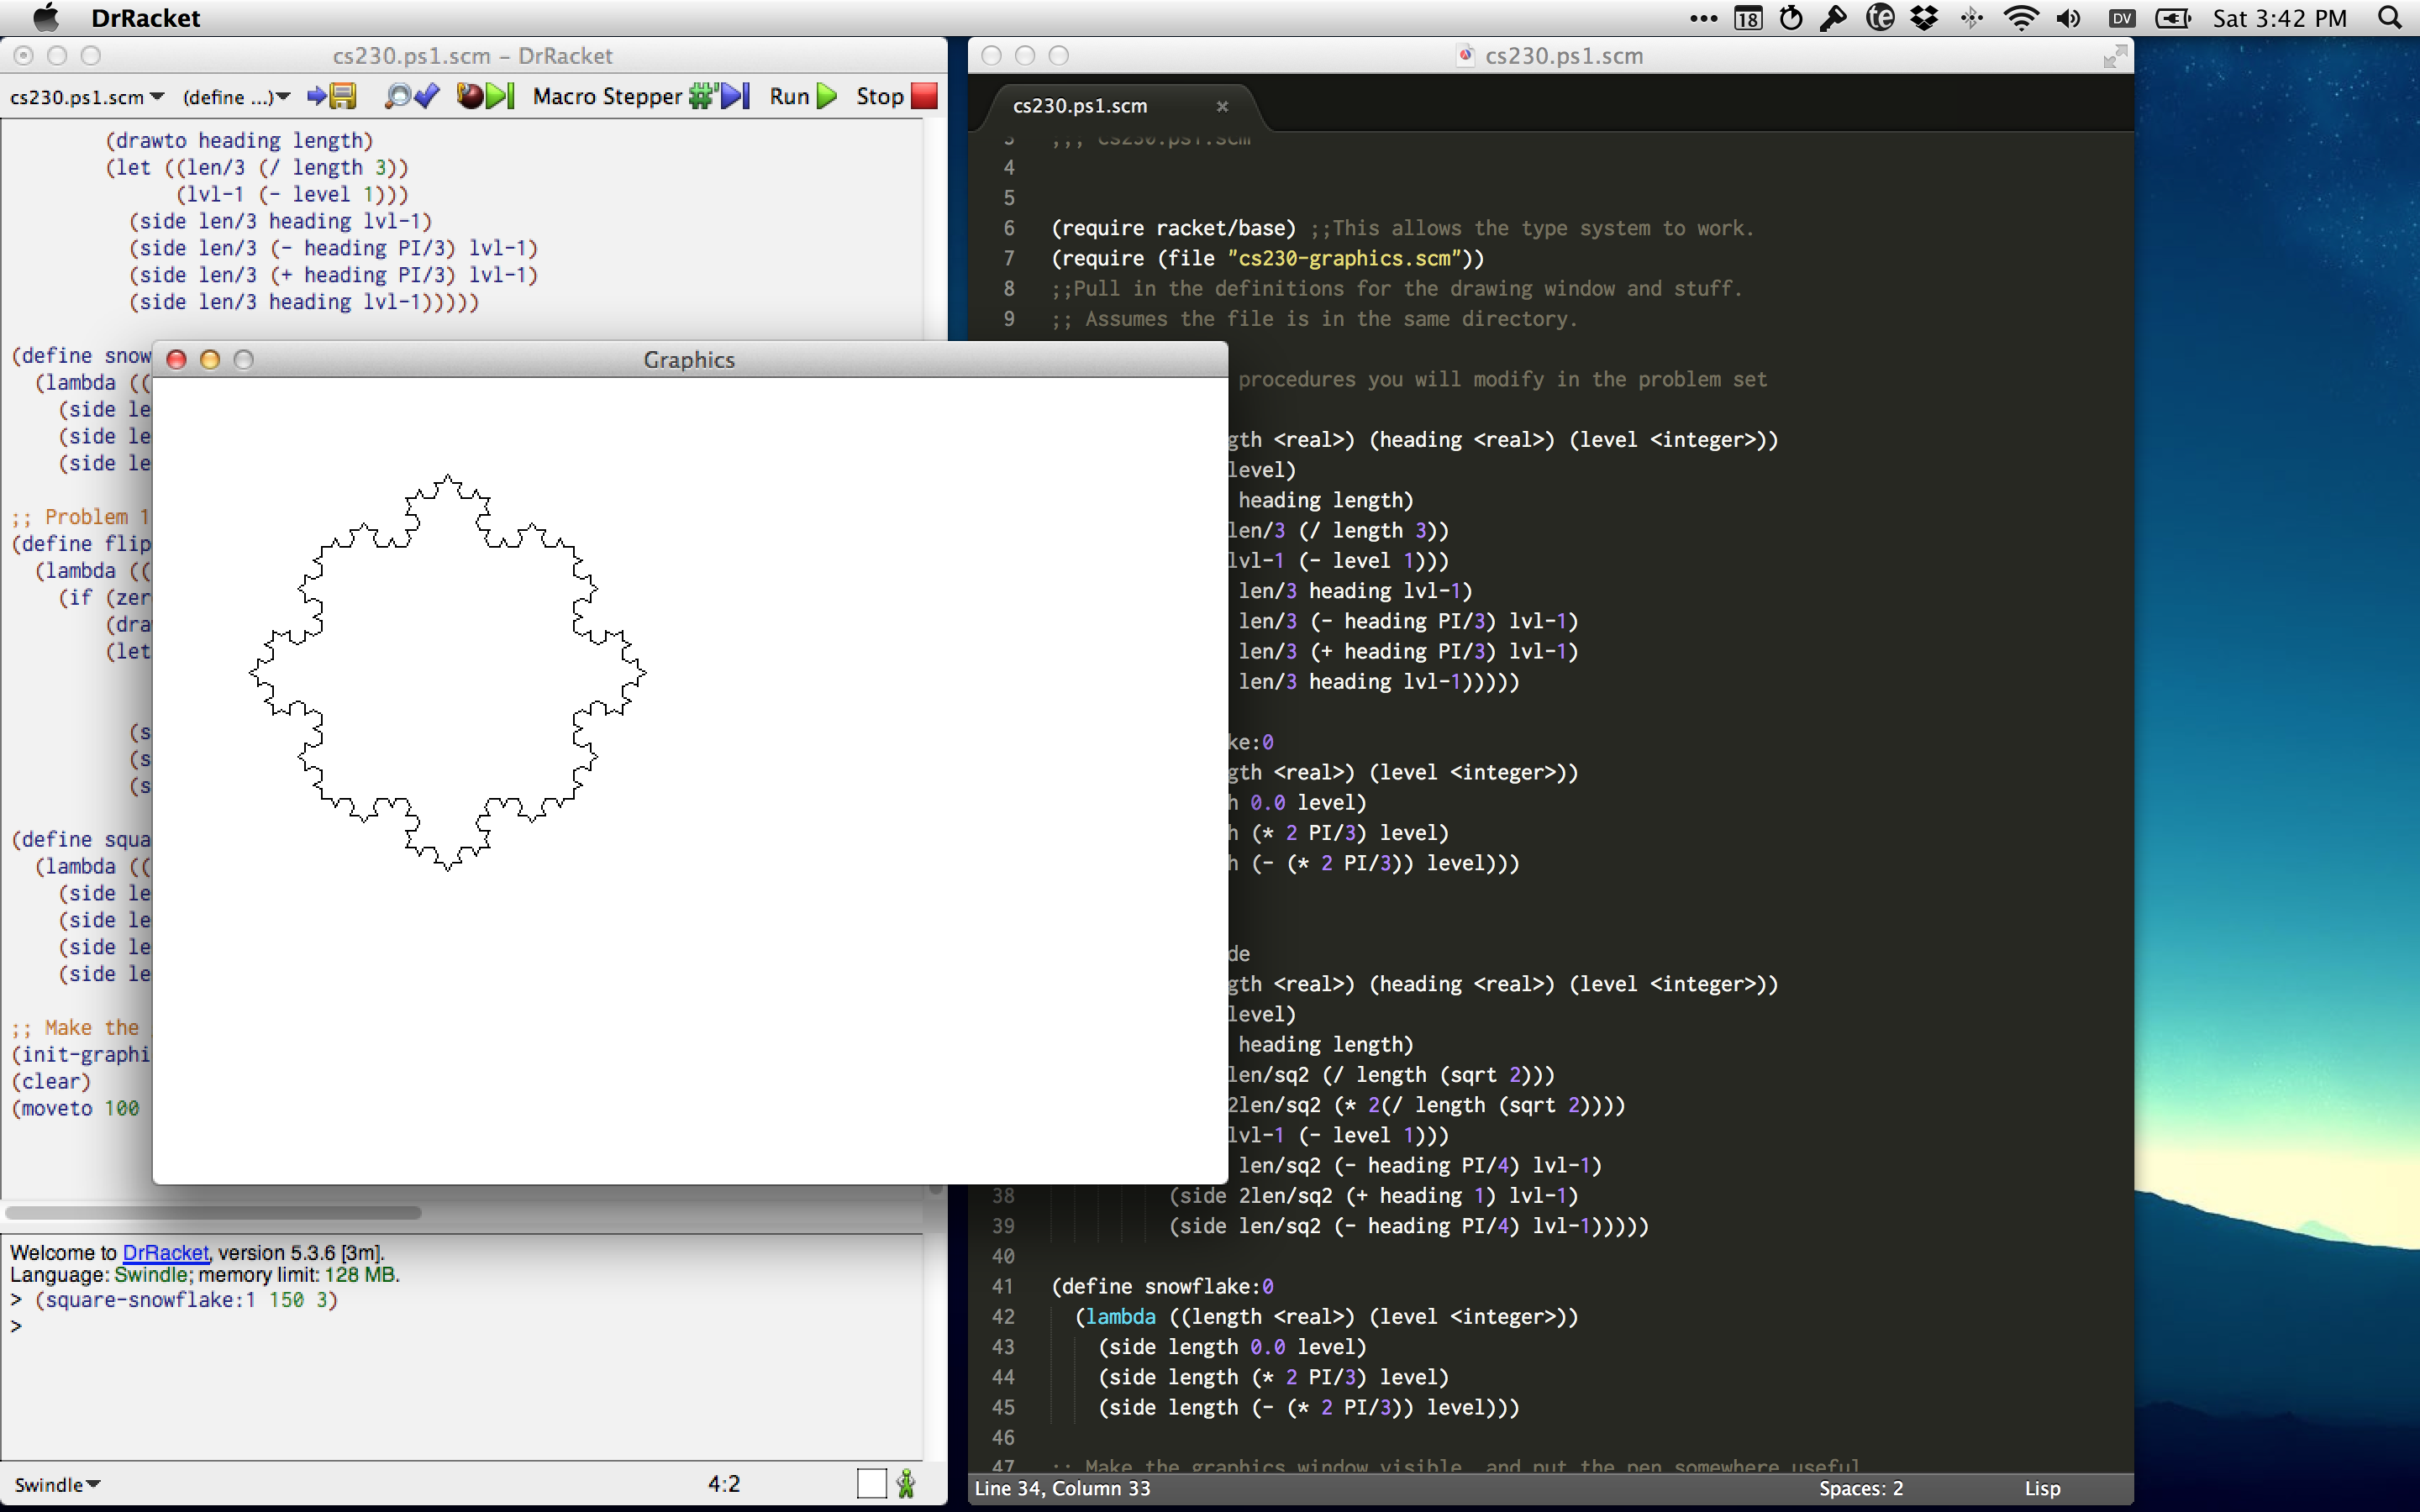 DrRacket
18
te
DV
Sat 3:42 PM
cs230.ps1.scm – DrRacket
cs230.ps1.scm
(define ...)
Macro Stepper
Run
Stop
(drawto heading length)
(let ((len/3 (/ length 3))
(lvl-1 (- level 1)))
(side len/3 heading lvl-1)
(side len/3 (- heading PI/3) lvl-1)
(side len/3 (+ heading PI/3) lvl-1)
(side len/3 heading lvl-1)))))
(define snow
(lambda ((
(side le
(side le
(side le
;; Problem 1
(define flip
(lambda ((
(if (zer
(dra
(let
(s
(s
(s
(define squa
(lambda ((
(side le
(side le
(side le
(side le
;; Make the
(init-graphi
(clear)
(moveto 100
Welcome to DrRacket, version 5.3.6 [3m].
Language: Swindle; memory limit: 128 MB.
> (square-snowflake:1 150 3)
>
Swindle
4:2
Graphics
cs230.ps1.scm
cs230.ps1.scm ×
3 ;;; cs230.ps1.scm
4
5
6 (require racket/base) ;;This allows the type system to work.
7 (require (file "cs230-graphics.scm"))
8 ;;Pull in the definitions for the drawing window and stuff.
9 ;; Assumes the file is in the same directory.
procedures you will modify in the problem set
gth <real>) (heading <real>) (level <integer>))
level)
heading length)
len/3 (/ length 3))
lvl-1 (- level 1)))
len/3 heading lvl-1)
len/3 (- heading PI/3) lvl-1)
len/3 (+ heading PI/3) lvl-1)
len/3 heading lvl-1)))))
ke:0
gth <real>) (level <integer>))
h 0.0 level)
h (* 2 PI/3) level)
h (- (* 2 PI/3)) level)))
de
gth <real>) (heading <real>) (level <integer>))
level)
heading length)
len/sq2 (/ length (sqrt 2)))
2len/sq2 (* 2(/ length (sqrt 2))))
lvl-1 (- level 1)))
len/sq2 (- heading PI/4) lvl-1)
38 (side 2len/sq2 (+ heading 1) lvl-1)
39 (side len/sq2 (- heading PI/4) lvl-1)))))
40
41 (define snowflake:0
42 (lambda ((length <real>) (level <integer>))
43 (side length 0.0 level)
44 (side length (* 2 PI/3) level)
45 (side length (- (* 2 PI/3)) level)))
46
47 ;; Make the graphics window visible, and put the pen somewhere useful
Line 34, Column 33
Spaces: 2
Lisp